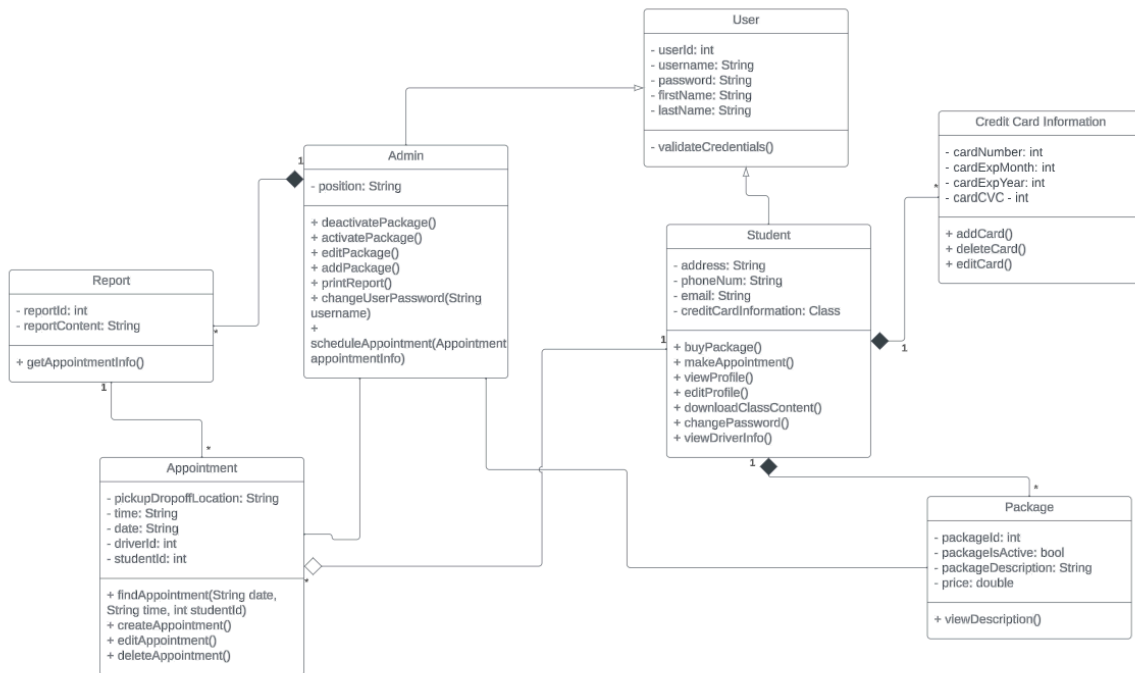 User
- userId: int
- username: String
- password: String
- firstName: String
- lastName: String
- validateCredentials()
Credit Card Information
- cardNumber: int
- cardExpMonth: int
- cardExpYear: int
- cardCVC - int
+ addCard()
+ deleteCard()
+ editCard()
*
1
Admin
1
- position: String
+ deactivatePackage()
+ activatePackage()
+ editPackage()
+ addPackage()
+ printReport()
+ changeUserPassword(String
username)
+
scheduleAppointment(Appointment
appointmentInfo)
Student
- address: String
- phoneNum: String
- email: String
- creditCardInformation: Class
1
+ buyPackage()
+ makeAppointment()
+ viewProfile()
+ editProfile()
+ downloadClassContent()
+ changePassword()
+ viewDriverInfo()
1
*
Report
- reportId: int
- reportContent: String
*
+ getAppointmentInfo()
1
*
Appointment
- pickupDropoffLocation: String
- time: String
- date: String
- driverId: int
- studentId: int
*
+ findAppointment(String date,
String time, int studentId)
+ createAppointment()
+ editAppointment()
+ deleteAppointment()
Package
- packageId: int
- packageIsActive: bool
- packageDescription: String
- price: double
+ viewDescription()